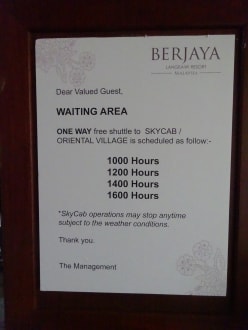 BERJAYA
LANGKAWI RESORT
MALAYSIA
Dear Valued Guest,
WAITING AREA
ONE WAY free shuttle to SKYCAB /
ORIENTAL VILLAGE is scheduled as follow:-
1000 Hours
1200 Hours
1400 Hours
1600 Hours
*SkyCab operations may stop anytime
subject to the weather conditions.
Thank you.
The Management